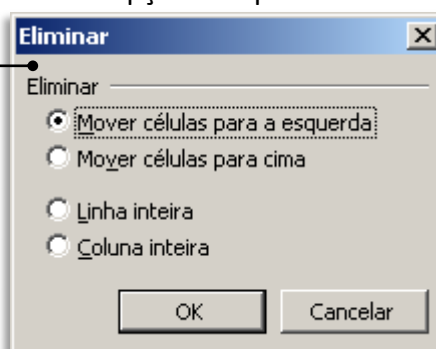 Eliminar
Eliminar
Mover células para a esquerda
Mover células para cima
Linha inteira
Coluna inteira
OK
Cancelar